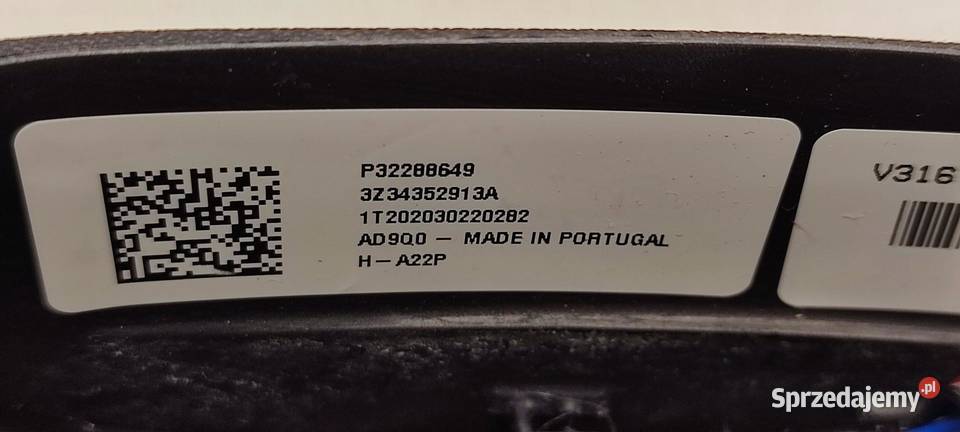 P32288649
3Z34352913A
1T202030220282
AD9Q0 — MADE IN PORTUGAL
H — A22P
V316
Sprzedajemy.pl